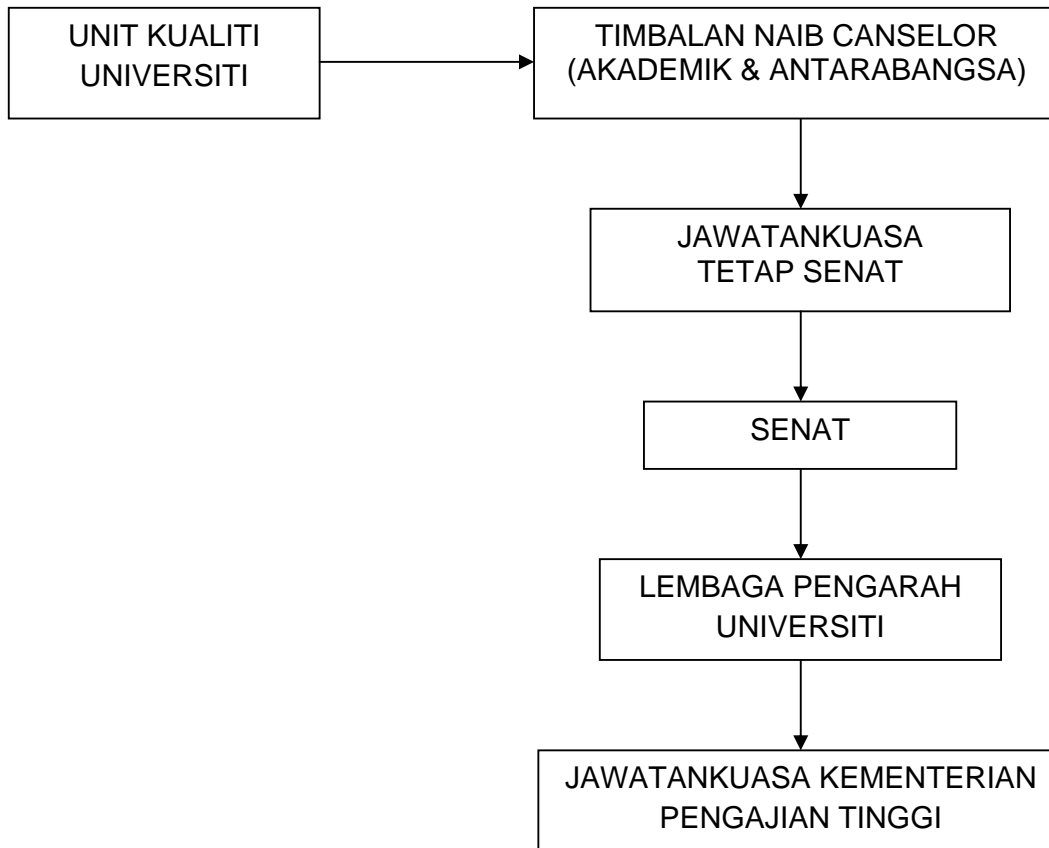 UNIT KUALITI
UNIVERSITI
TIMBALAN NAIB CANSELOR
(AKADEMIK & ANTARABANGSA)
JAWATANKUASA
TETAP SENAT
SENAT
LEMBAGA PENGARAH
UNIVERSITI
JAWATANKUASA KEMENTERIAN
PENGAJIAN TINGGI